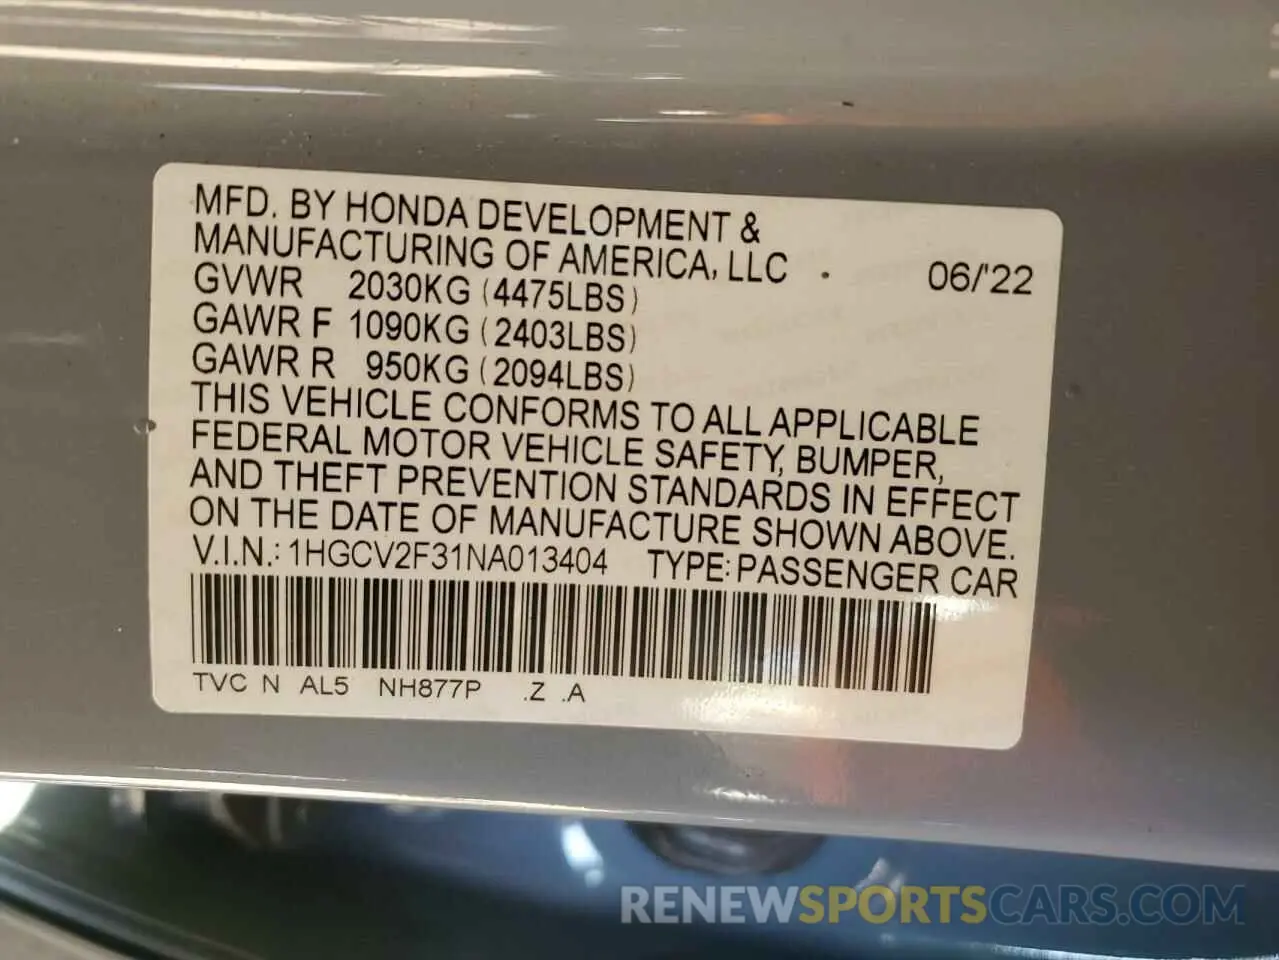 MFD. BY HONDA DEVELOPMENT &
MANUFACTURING OF AMERICA, LLC . 06/'22
GVWR 2030KG (4475LBS)
GAWR F 1090KG (2403LBS)
GAWR R 950KG (2094LBS)
THIS VEHICLE CONFORMS TO ALL APPLICABLE
FEDERAL MOTOR VEHICLE SAFETY, BUMPER,
AND THEFT PREVENTION STANDARDS IN EFFECT
ON THE DATE OF MANUFACTURE SHOWN ABOVE.
V.I.N.: 1HGCV2F31NA013404 TYPE: PASSENGER CAR
TVC N AL5 NH877P .Z .A
RENEWSPORTSCARS.COM